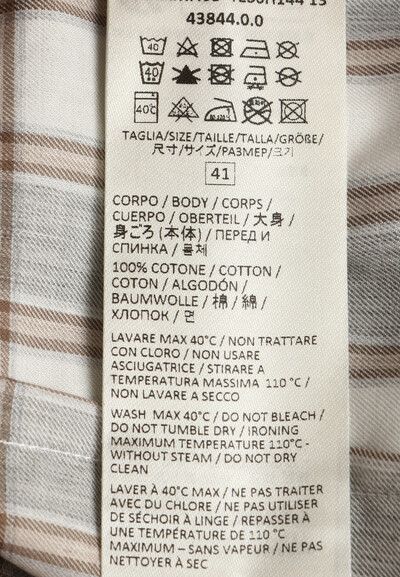 43844.0.0
40
40
40°C
TAGLIA/SIZE/TAILLE/TALLA/GRÖßE/
尺寸/サイズ/РАЗМЕР/크기
41
CORPO / BODY / CORPS /
CUERPO / OBERTEIL / 大身 /
身ごろ (本体) / ПЕРЕД И
СПИНКА / 몸체
100% COTONE / COTTON /
COTON / ALGODÓN /
BAUMWOLLE / 棉 / 綿 /
ХЛОПОК / 면
LAVARE MAX 40°C / NON TRATTARE
CON CLORO / NON USARE
ASCIUGATRICE / STIRARE A
TEMPERATURA MASSIMA 110 °C /
NON LAVARE A SECCO
WASH MAX 40°C / DO NOT BLEACH /
DO NOT TUMBLE DRY / IRONING
MAXIMUM TEMPERATURE 110°C -
WITHOUT STEAM / DO NOT DRY
CLEAN
LAVER À 40°C MAX / NE PAS TRAITER
AVEC DU CHLORE / NE PAS UTILISER
DE SÉCHOIR À LINGE / REPASSER À
UNE TEMPÉRATURE DE 110 °C
MAXIMUM – SANS VAPEUR / NE PAS
NETTOYER À SEC